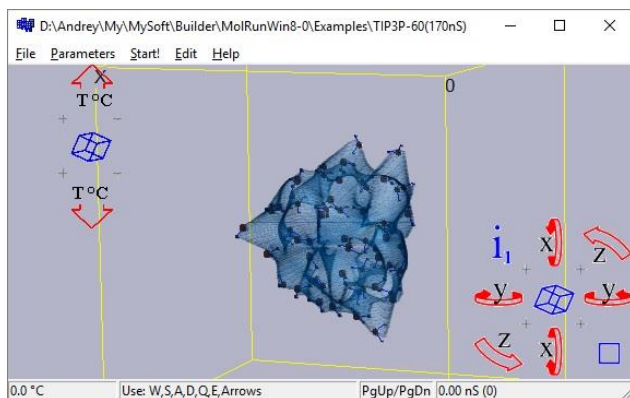 D:\Andrey\My\MySoft\Builder\MolRunWin8-0\Examples\TIP3P-60(170nS)
File Parameters Start! Edit Help
X
0
T°C
T°C
i1
X
Z
y
y
Z
X
0.0 °C Use: W,S,A,D,Q,E,Arrows PgUp/PgDn 0.00 nS (0)